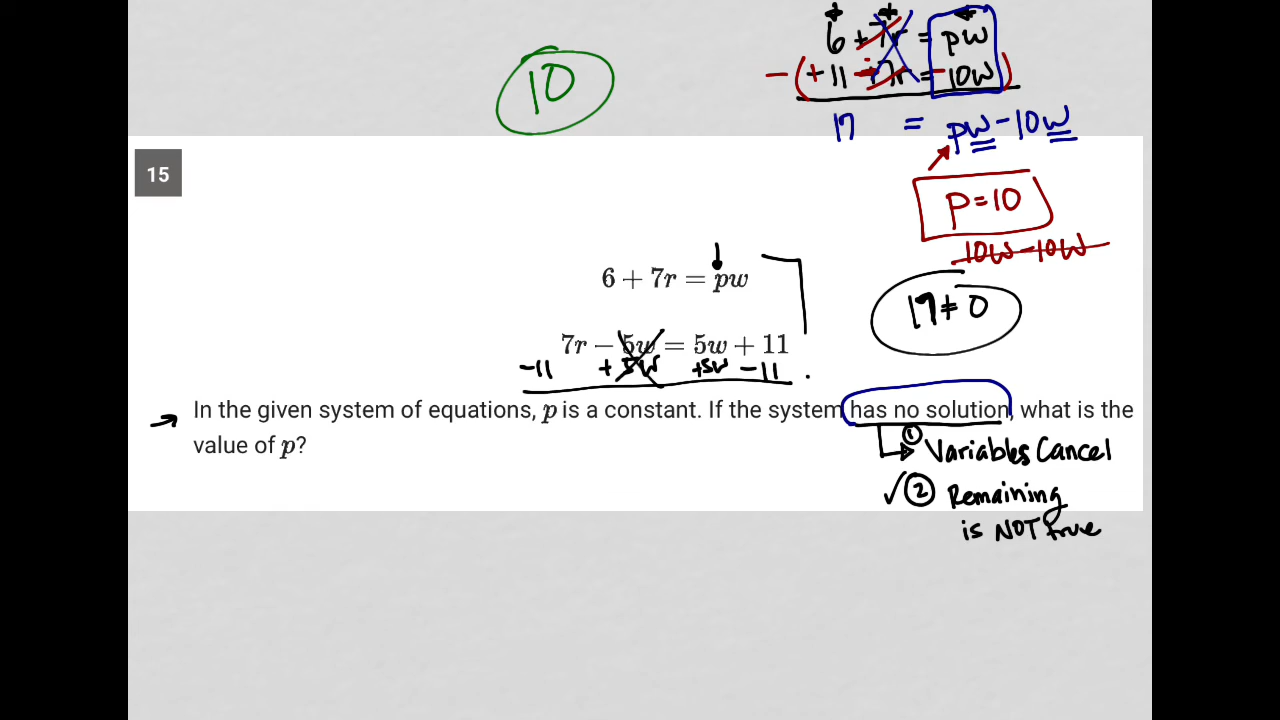 6 + 7r = pw
10
- ( + 11 + 7r = 10w )
17 = pw - 10w
15
p = 10
10w - 10w
6 + 7r = pw
17 ≠ 0
7r − 5w = 5w + 11
-11 + 5w + 5w - 11 .
In the given system of equations, p is a constant. If the system has no solution, what is the
value of p?
① Variables Cancel
✓ ② Remaining
is NOT true